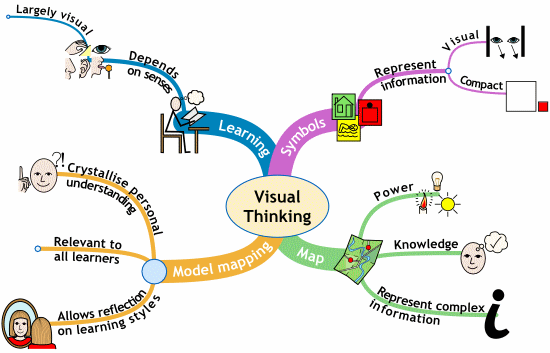 Largely visual
Depends
on senses
Learning
Visual
Represent
information
Compact
Symbols
Visual
Thinking
?!
Crystallise personal
understanding
Relevant to
all learners
Model mapping
Allows reflection
on learning styles
Power
Map
Knowledge
Represent complex
information